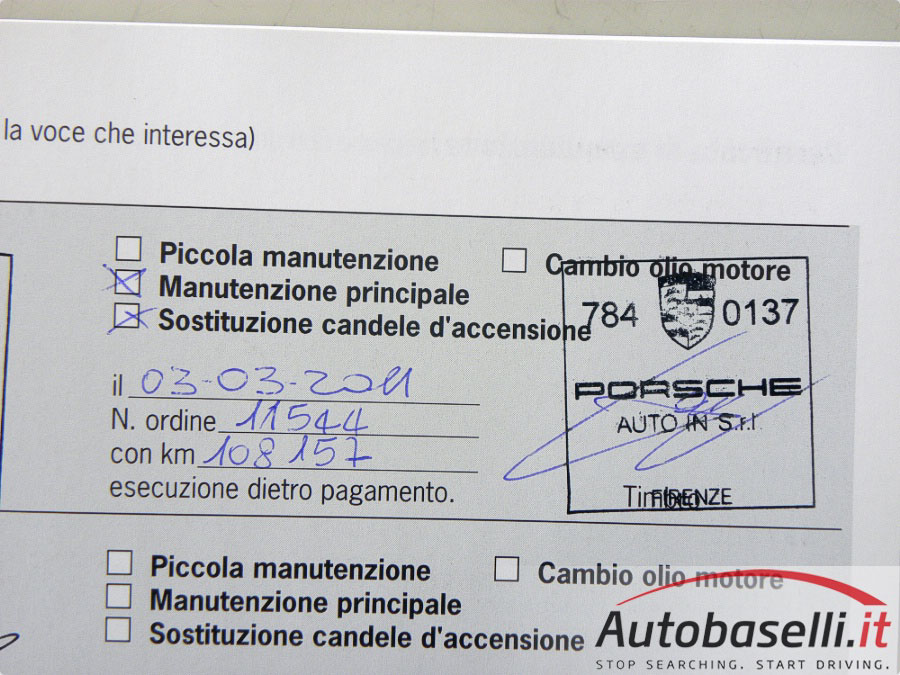 la voce che interessa)
Piccola manutenzione
Cambio olio motore
Manutenzione principale
Sostituzione candele d'accensione
784 0137
il 03-03-2011
PORSCHE
N. ordine 11544
AUTO IN S.r.l
con km 108157
esecuzione dietro pagamento.
Timbro
FIRENZE
Piccola manutenzione
Cambio olio motore
Manutenzione principale
Sostituzione candele d'accensione
Autobaselli.it
STOP SEARCHING. START DRIVING.